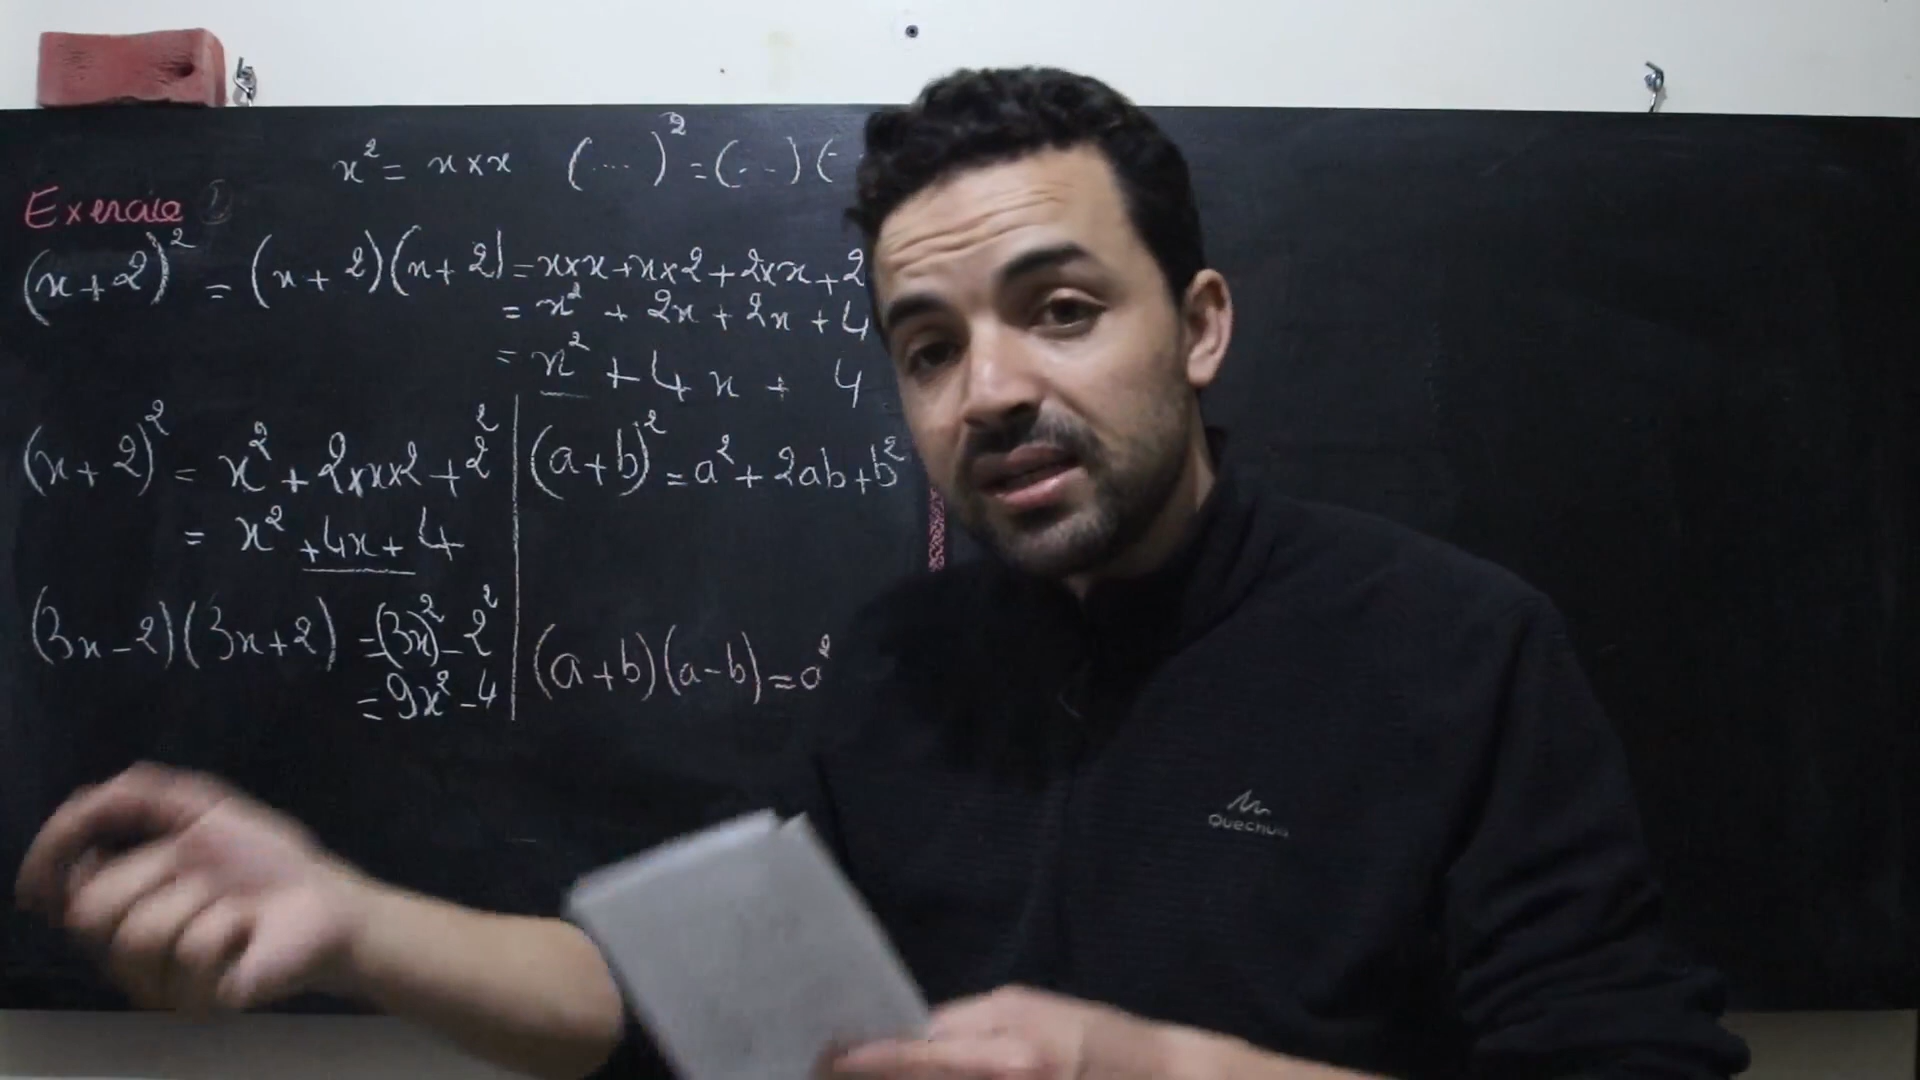 x² = x×x (...)² = (..)(
Exercice 1
(x+2)² = (x+2)(x+2) = x×x+x×2+2×x+2
= x² + 2x + 2x + 4
= x² + 4x + 4
(x+2)² = x² + 2×x×2 + 2²
= x² + 4x + 4
(a+b)² = a² + 2ab + b²
(3x-2)(3x+2) = (3x)² - 2²
= 9x² - 4
(a+b)(a-b) = a²
Quechua